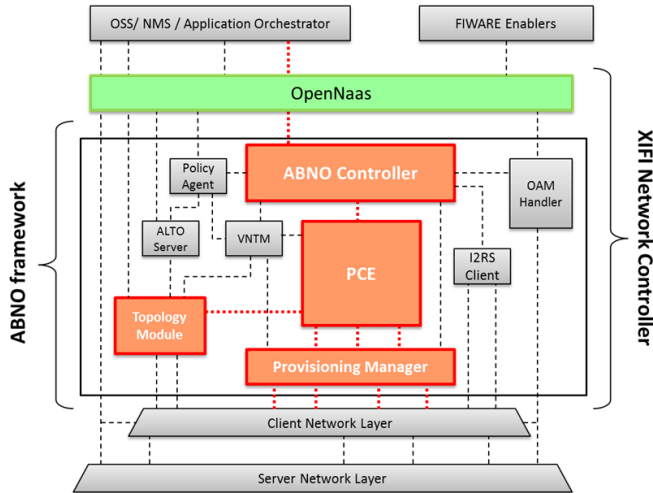 OSS/ NMS / Application Orchestrator
FIWARE Enablers
OpenNaas
ABNO framework
XIFI Network Controller
Policy
Agent
ABNO Controller
OAM
Handler
ALTO
Server
VNTM
PCE
I2RS
Client
Topology
Module
Provisioning Manager
Client Network Layer
Server Network Layer